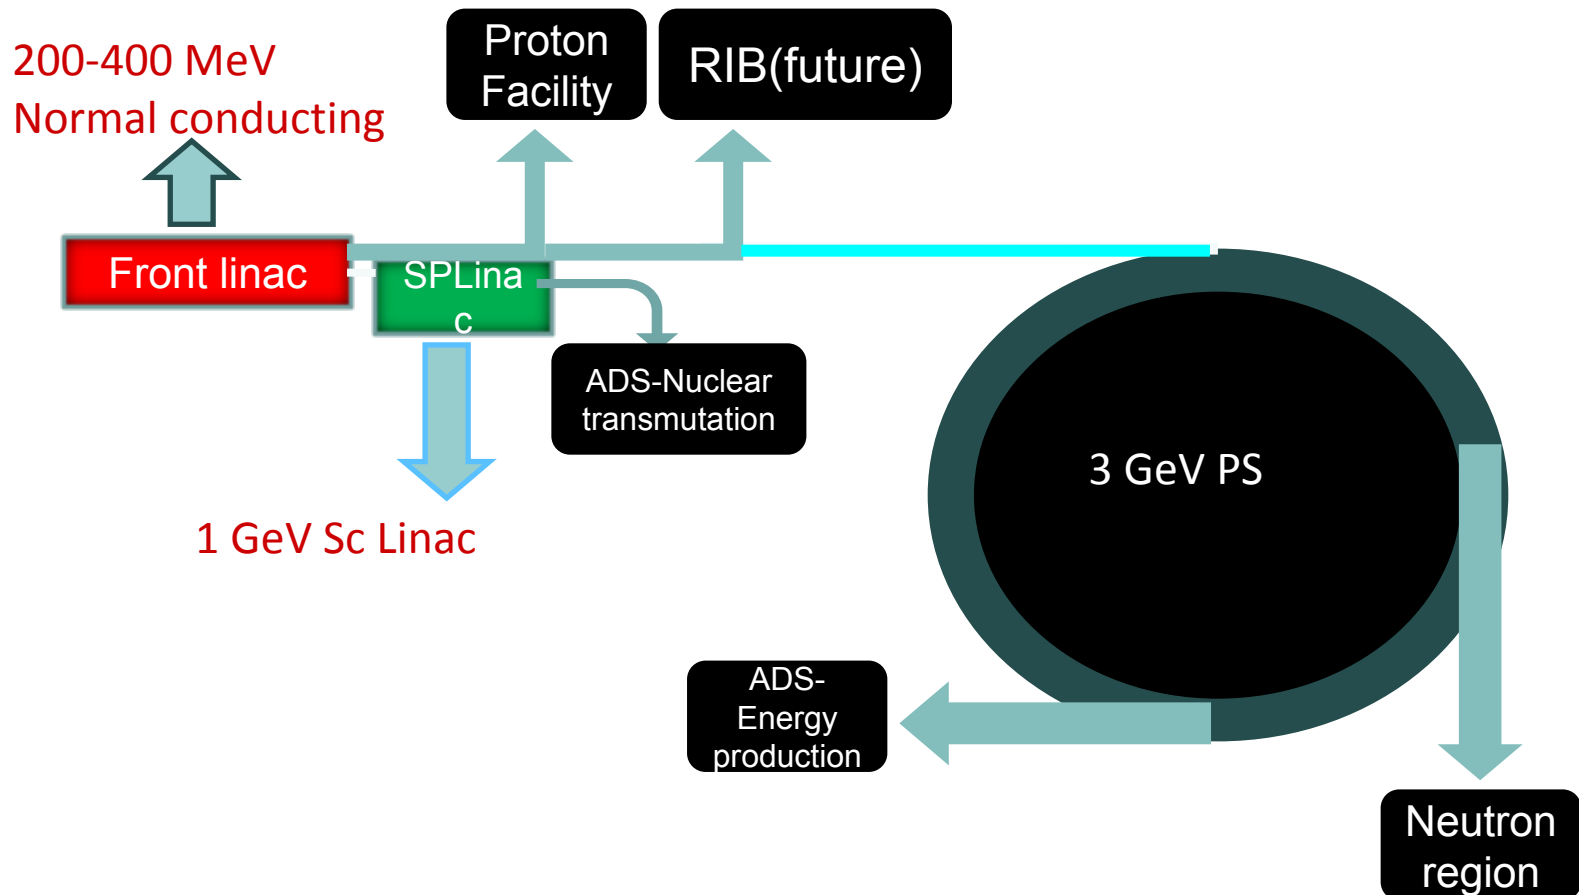 200-400 MeV
Normal conducting
Proton
Facility
RIB(future)
Front linac
SPLina
c
ADS-Nuclear
transmutation
1 GeV Sc Linac
3 GeV PS
ADS-
Energy
production
Neutron
region